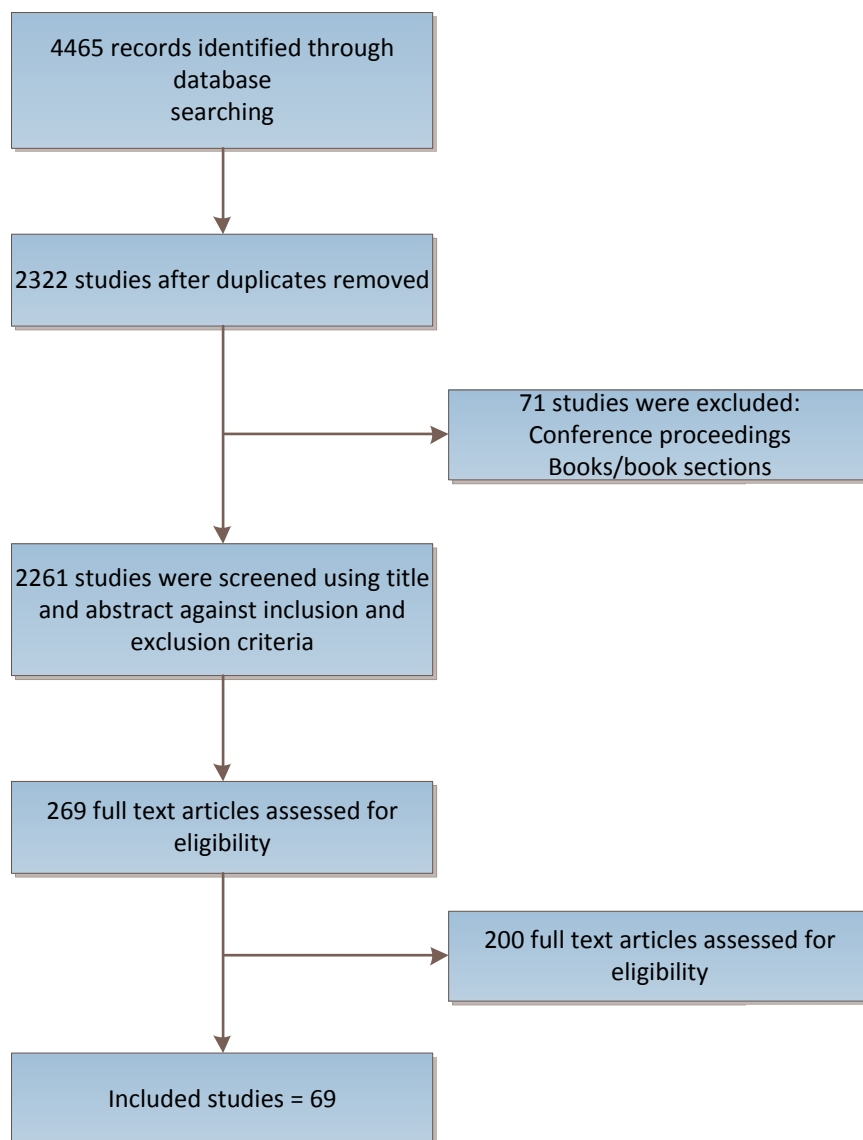 4465 records identified through
database
searching
2322 studies after duplicates removed
71 studies were excluded:
Conference proceedings
Books/book sections
2261 studies were screened using title
and abstract against inclusion and
exclusion criteria
269 full text articles assessed for
eligibility
200 full text articles assessed for
eligibility
Included studies = 69